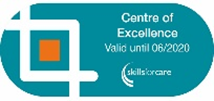 Centre of
Excellence
Valid until 06/2020
skillsforcare